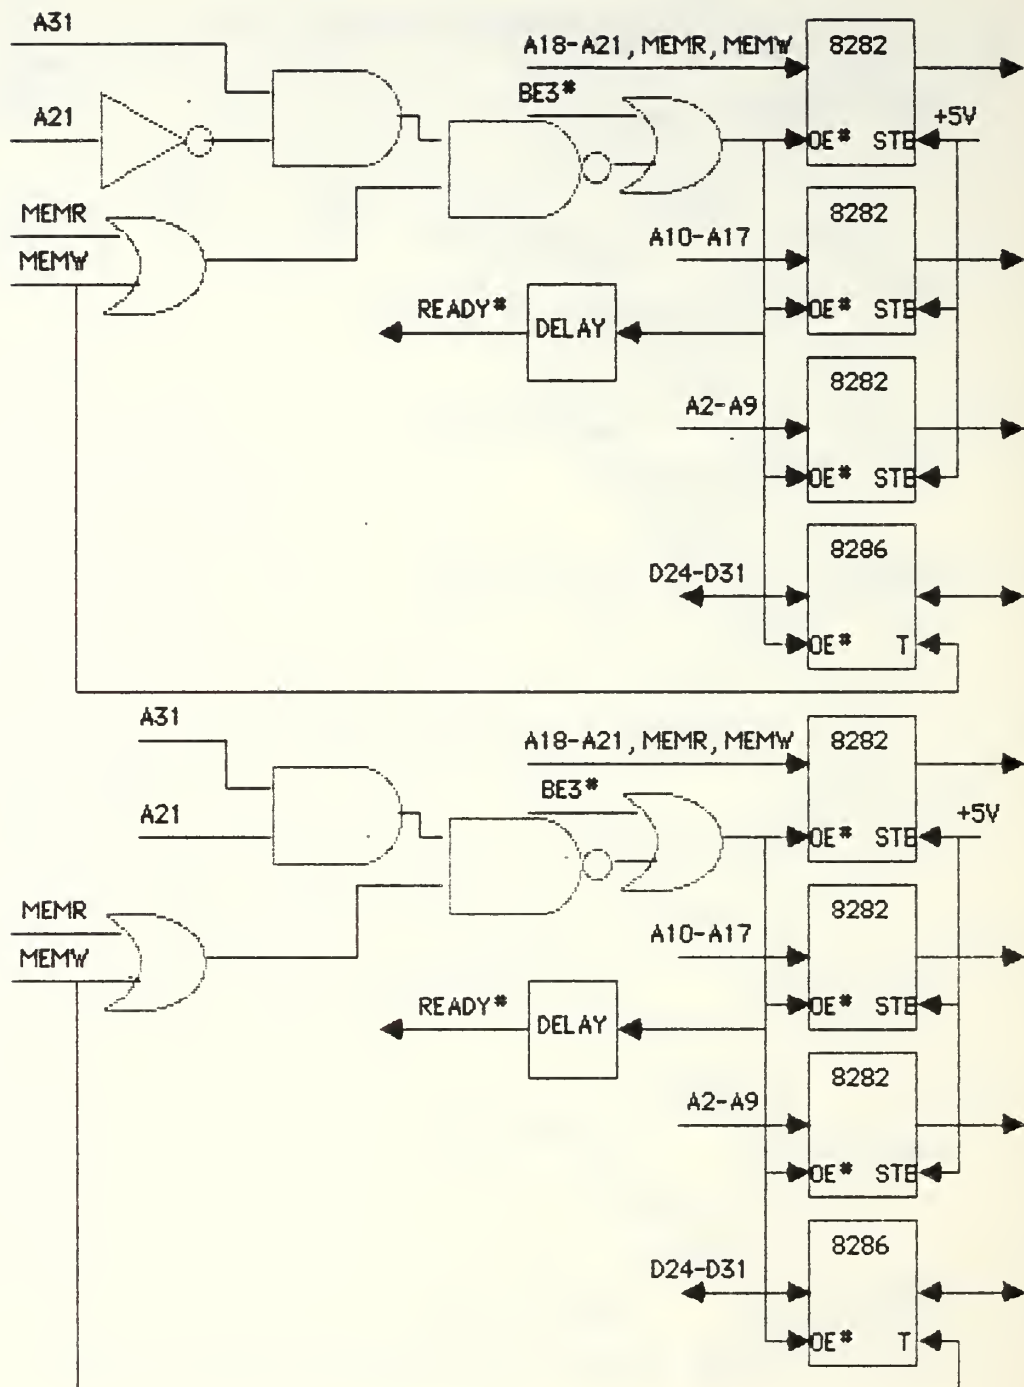 A31
A18-A21, MEMR, MEMW
8282
BE3*
A21
+5V
OE* STB
MEMR
MEMW
8282
A10-A17
READY*
DELAY
OE* STB
8282
A2-A9
OE* STB
8286
D24-D31
OE* T
A31
A18-A21, MEMR, MEMW
8282
BE3*
A21
+5V
OE* STB
MEMR
MEMW
8282
A10-A17
READY*
DELAY
OE* STB
8282
A2-A9
OE* STB
8286
D24-D31
OE* T